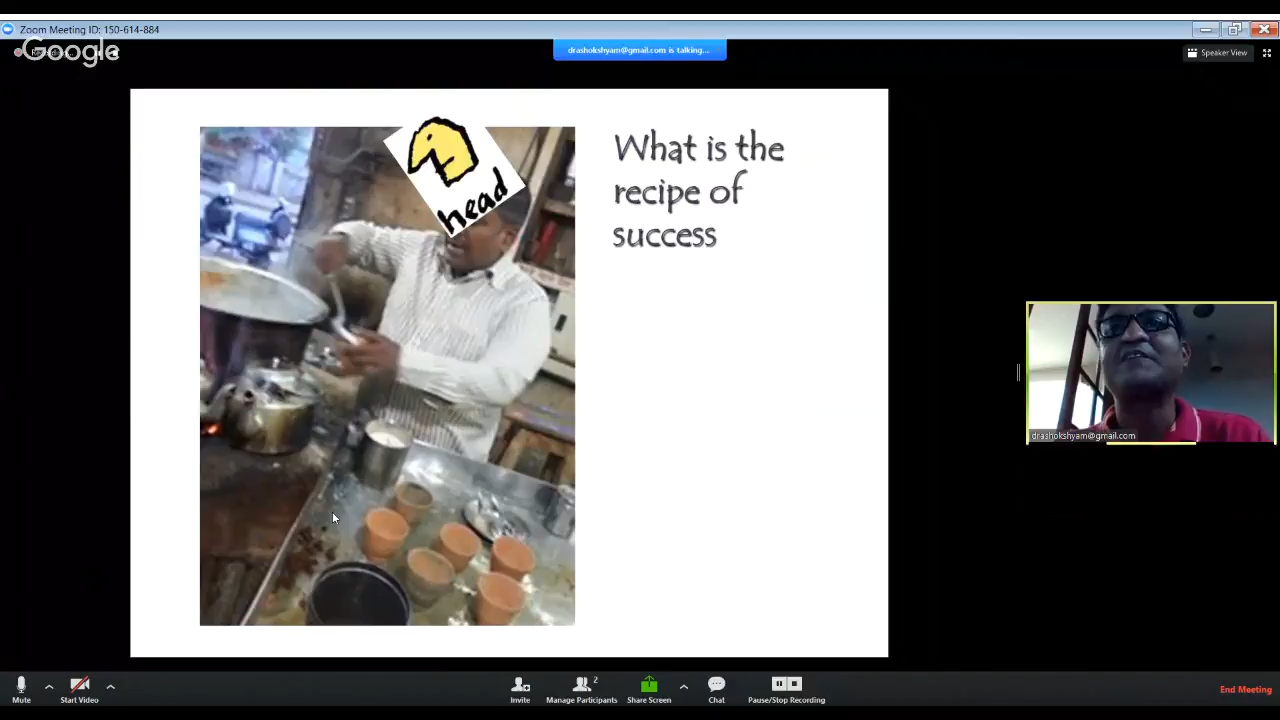 Zoom Meeting ID: 150-614-884
Google
drashokshyam@gmail.com is talking...
Speaker View
head
What is the
recipe of
success
drashokshyam@gmail.com
Mute
Start Video
Invite
2
Manage Participants
Share Screen
Chat
Pause/Stop Recording
End Meeting